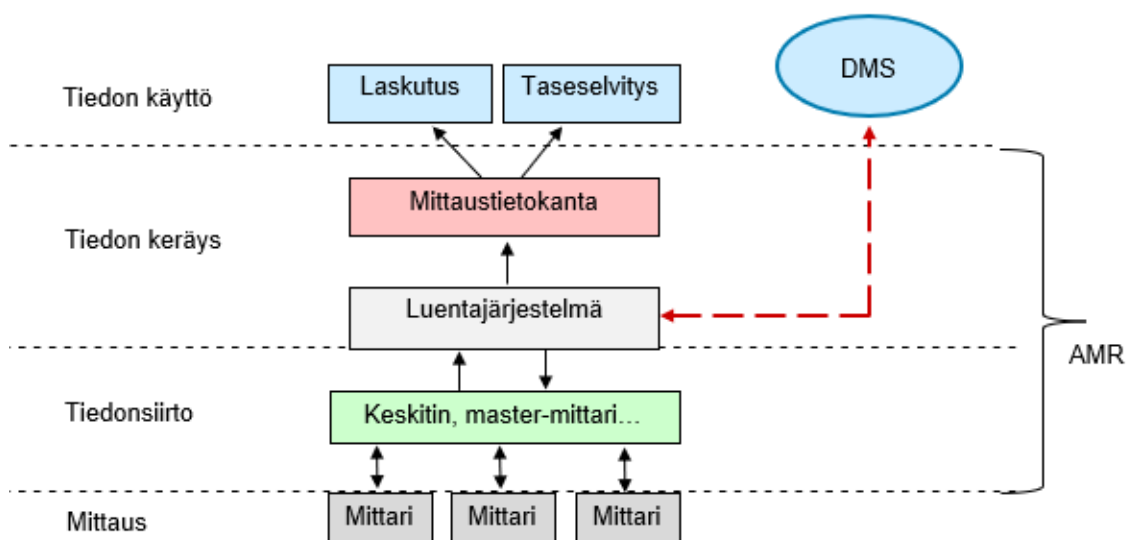 DMS
Tiedon käyttö
Laskutus
Taseselvitys
Mittaustietokanta
Tiedon keräys
Luentajärjestelmä
AMR
Tiedonsiirto
Keskitin, master-mittari…
Mittaus
Mittari
Mittari
Mittari